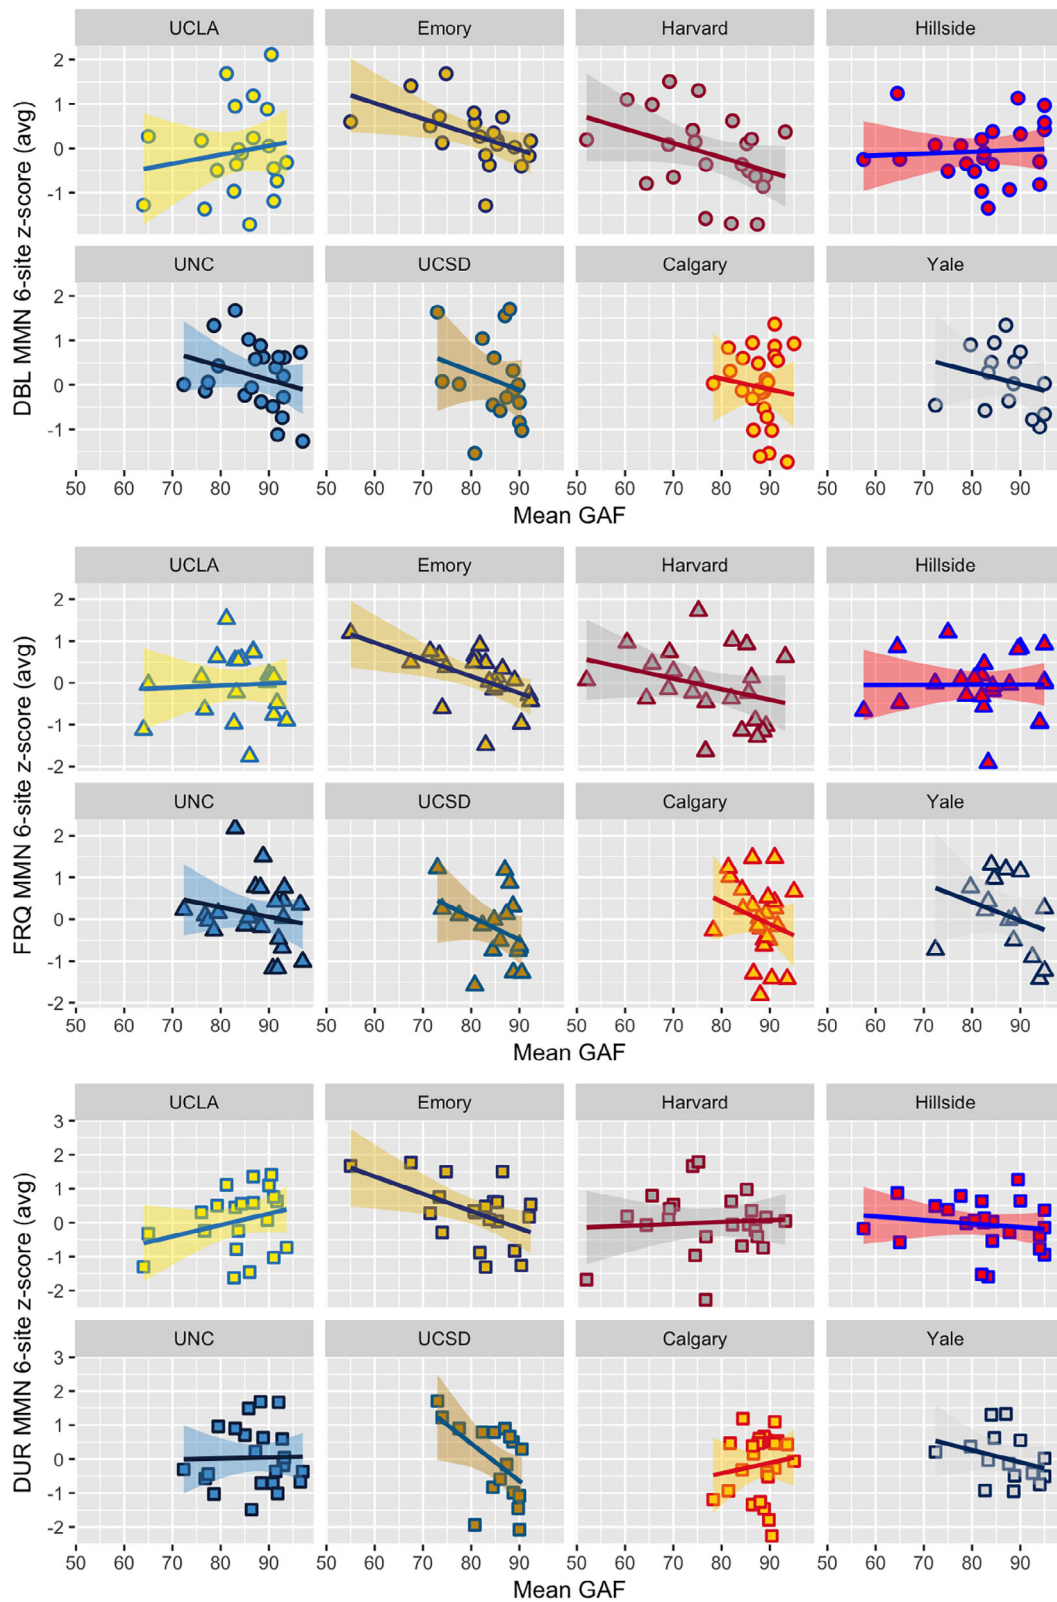 UCLA Emory Harvard Hillside
2
1
0
-1
UNC UCSD Calgary Yale
2
1
0
-1
DBL MMN 6-site z-score (avg)
50 60 70 80 90 50 60 70 80 90 50 60 70 80 90 50 60 70 80 90
Mean GAF
UCLA Emory Harvard Hillside
2
1
0
-1
-2
UNC UCSD Calgary Yale
2
1
0
-1
-2
FRQ MMN 6-site z-score (avg)
50 60 70 80 90 50 60 70 80 90 50 60 70 80 90 50 60 70 80 90
Mean GAF
UCLA Emory Harvard Hillside
3
2
1
0
-1
-2
UNC UCSD Calgary Yale
3
2
1
0
-1
-2
DUR MMN 6-site z-score (avg)
50 60 70 80 90 50 60 70 80 90 50 60 70 80 90 50 60 70 80 90
Mean GAF